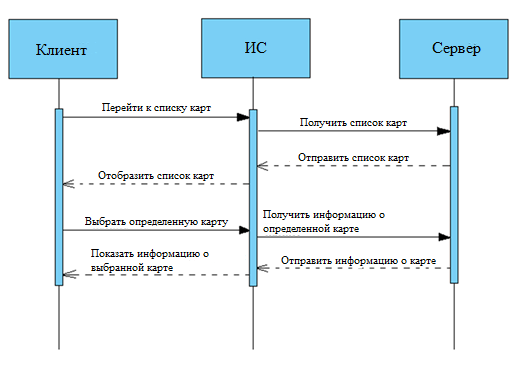 Клиент
ИС
Сервер
Перейти к списку карт
Получить список карт
Отправить список карт
Отобразить список карт
Выбрать определенную карту
Получить информацию о
определенной карте
Показать информацию о
выбранной карте
Отправить информацию о карте